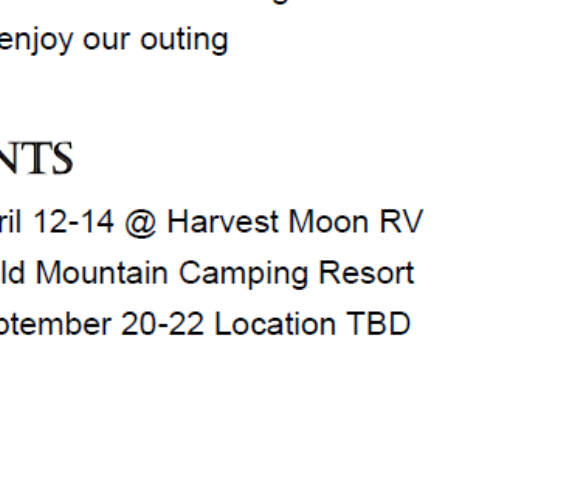 enjoy our outing
NTS
ril 12-14 @ Harvest Moon RV
ld Mountain Camping Resort
ptember 20-22 Location TBD